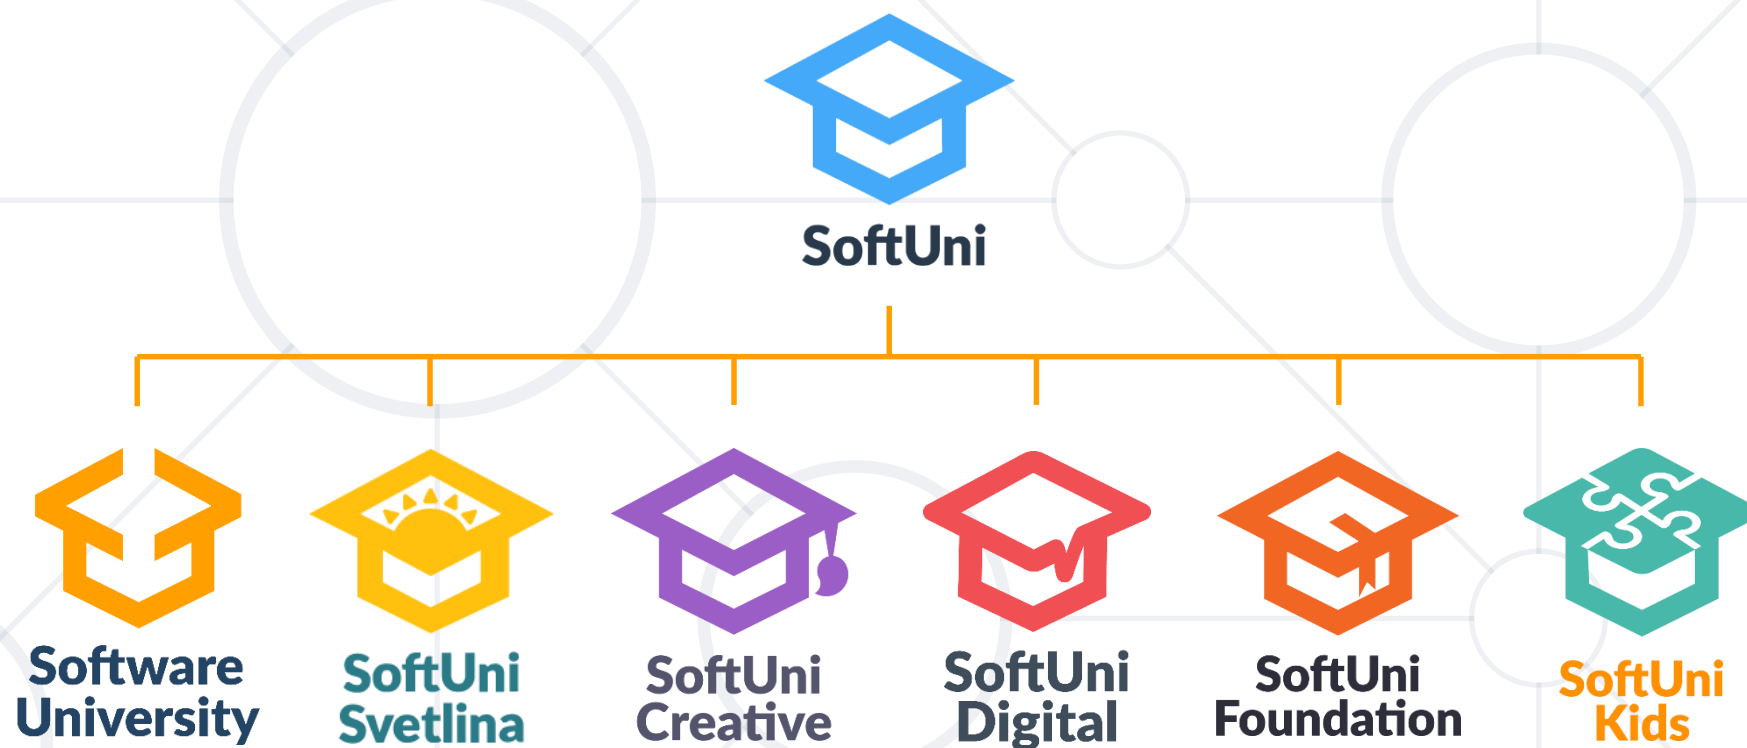 SoftUni
Software
University
SoftUni
Svetlina
SoftUni
Creative
SoftUni
Digital
SoftUni
Foundation
SoftUni
Kids